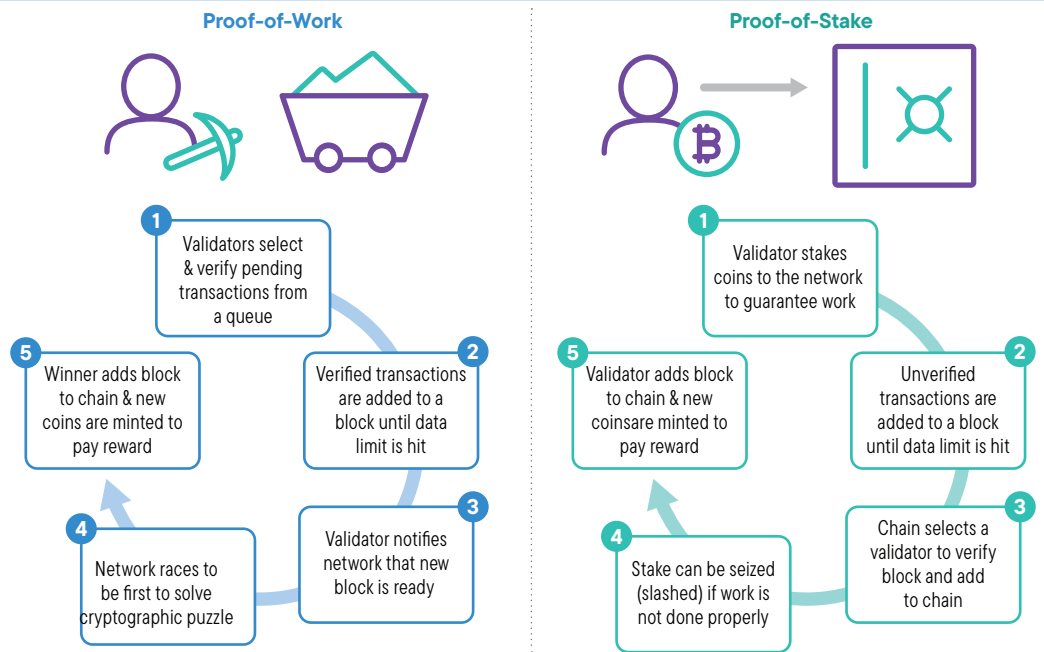 Proof-of-Work
1
Validators select
& verify pending
transactions from
a queue
2
Verified transactions
are added to a
block until data
limit is hit
3
Validator notifies
network that new
block is ready
4
Network races to
be first to solve
cryptographic puzzle
5
Winner adds block
to chain & new
coins are minted to
pay reward
Proof-of-Stake
1
Validator stakes
coins to the network
to guarantee work
2
Unverified
transactions are
added to a block
until data limit is hit
3
Chain selects a
validator to verify
block and add
to chain
4
Stake can be seized
(slashed) if work is
not done properly
5
Validator adds block
to chain & new
coinsare minted to
pay reward